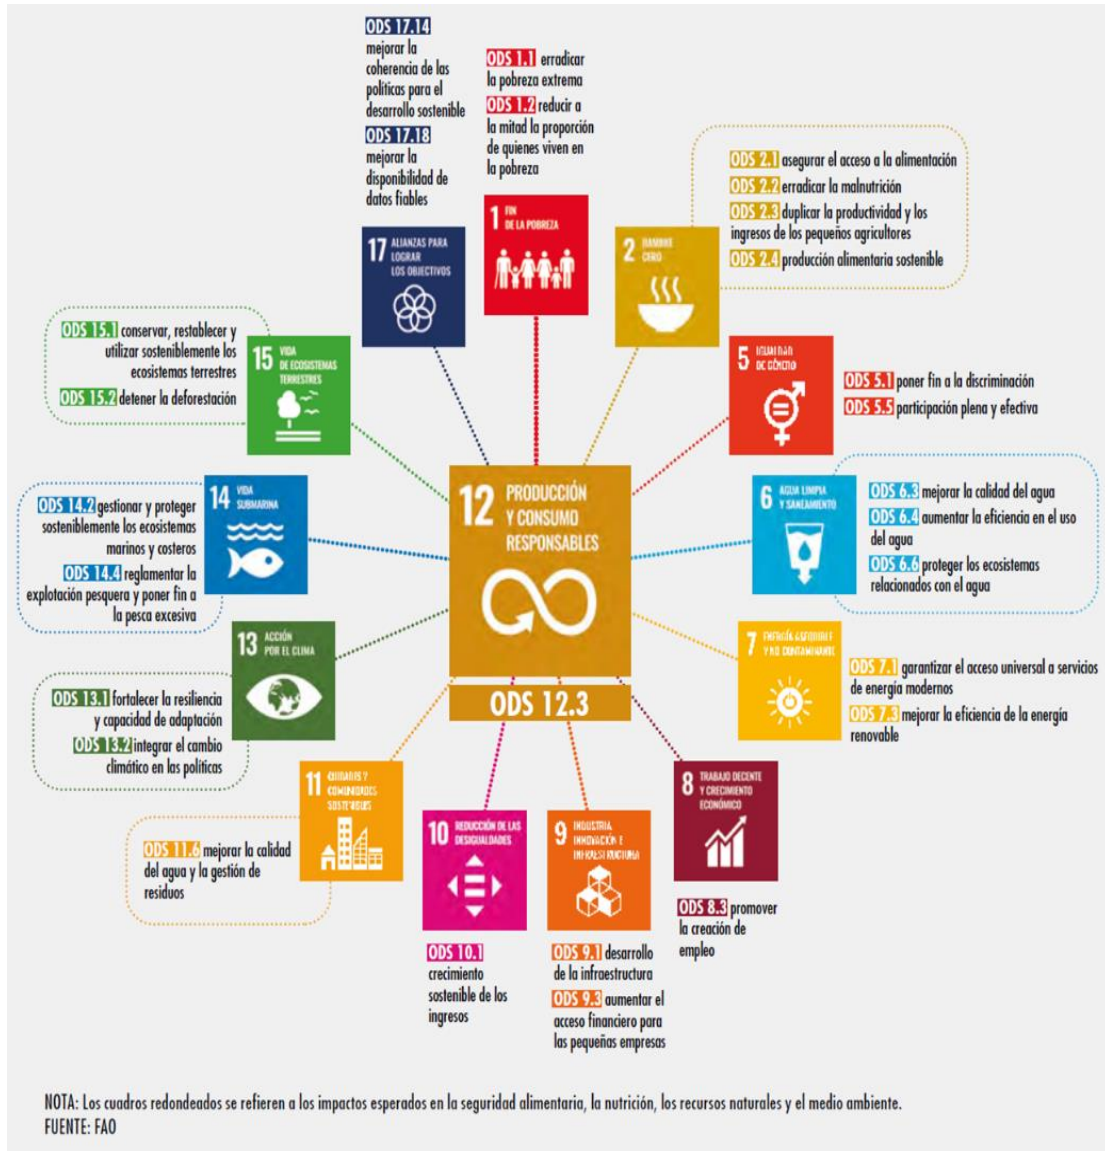 ODS 17.14
mejorar la
coherencia de las
políticas para el
desarrollo sostenible
ODS 17.18
mejorar la
disponibilidad de
datos fiables
17 ALIANZAS PARA
LOGRAR
LOS OBJETIVOS
ODS 1.1 erradicar
la pobreza extrema
ODS 1.2 reducir a
la mitad la proporción
de quienes viven en
la pobreza
1 FIN
DE LA POBREZA
ODS 2.1 asegurar el acceso a la alimentación
ODS 2.2 erradicar la malnutrición
ODS 2.3 duplicar la productividad y los
ingresos de los pequeños agricultores
ODS 2.4 producción alimentaria sostenible
2 HAMBRE
CERO
5 IGUALDAD
DE GÉNERO
ODS 5.1 poner fin a la discriminación
ODS 5.5 participación plena y efectiva
6 AGUA LIMPIA
Y SANEAMIENTO
ODS 6.3 mejorar la calidad del agua
ODS 6.4 aumentar la eficiencia en el uso
del agua
ODS 6.6 proteger los ecosistemas
relacionados con el agua
7 ENERGÍA ASEQUIBLE
Y NO CONTAMINANTE
ODS 7.1 garantizar el acceso universal a servicios
de energía modernos
ODS 7.3 mejorar la eficiencia de la energía
renovable
8 TRABAJO DECENTE
Y CRECIMIENTO
ECONÓMICO
ODS 8.3 promover
la creación de
empleo
9 INDUSTRIA,
INNOVACIÓN E
INFRAESTRUCTURA
ODS 9.1 desarrollo
de la infraestructura
ODS 9.3 aumentar el
acceso financiero para
las pequeñas empresas
10 REDUCCIÓN DE LAS
DESIGUALDADES
ODS 10.1
crecimiento
sostenible de los
ingresos
11 CIUDADES Y
COMUNIDADES
SOSTENIBLES
ODS 11.6 mejorar la calidad
del agua y la gestión de
residuos
13 ACCIÓN
POR EL CLIMA
ODS 13.1 fortalecer la resiliencia
y capacidad de adaptación
ODS 13.2 integrar el cambio
climático en las políticas
14 VIDA
SUBMARINA
ODS 14.2 gestionar y proteger
sosteniblemente los ecosistemas
marinos y costeros
ODS 14.4 reglamentar la
explotación pesquera y poner fin a
la pesca excesiva
15 VIDA
DE ECOSISTEMAS
TERRESTRES
ODS 15.1 conservar, restablecer y
utilizar sosteniblemente los
ecosistemas terrestres
ODS 15.2 detener la deforestación
12 PRODUCCIÓN
Y CONSUMO
RESPONSABLES
ODS 12.3
NOTA: Los cuadros redondeados se refieren a los impactos esperados en la seguridad alimentaria, la nutrición, los recursos naturales y el medio ambiente.
FUENTE: FAO